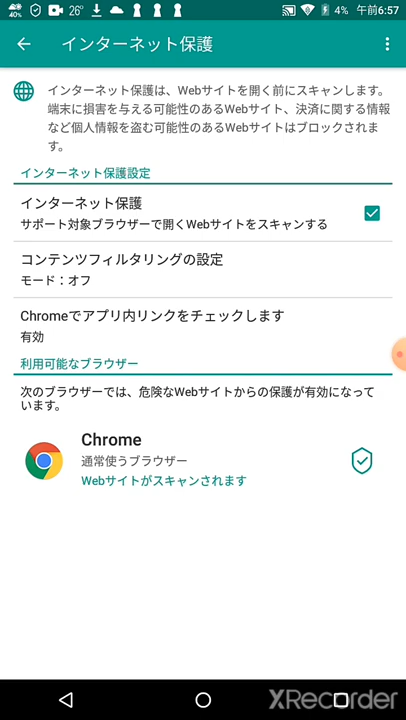 40% 26° 4% 午前6:57
インターネット保護
インターネット保護は、Webサイトを開く前にスキャンします。
端末に損害を与える可能性のあるWebサイト、決済に関する情報
など個人情報を盗む可能性のあるWebサイトはブロックされま
す。
インターネット保護設定
インターネット保護
サポート対象ブラウザーで開くWebサイトをスキャンする
コンテンツフィルタリングの設定
モード：オフ
Chromeでアプリ内リンクをチェックします
有効
利用可能なブラウザー
次のブラウザーでは、危険なWebサイトからの保護が有効になって
います。
Chrome
通常使うブラウザー
Webサイトがスキャンされます
XRecorder